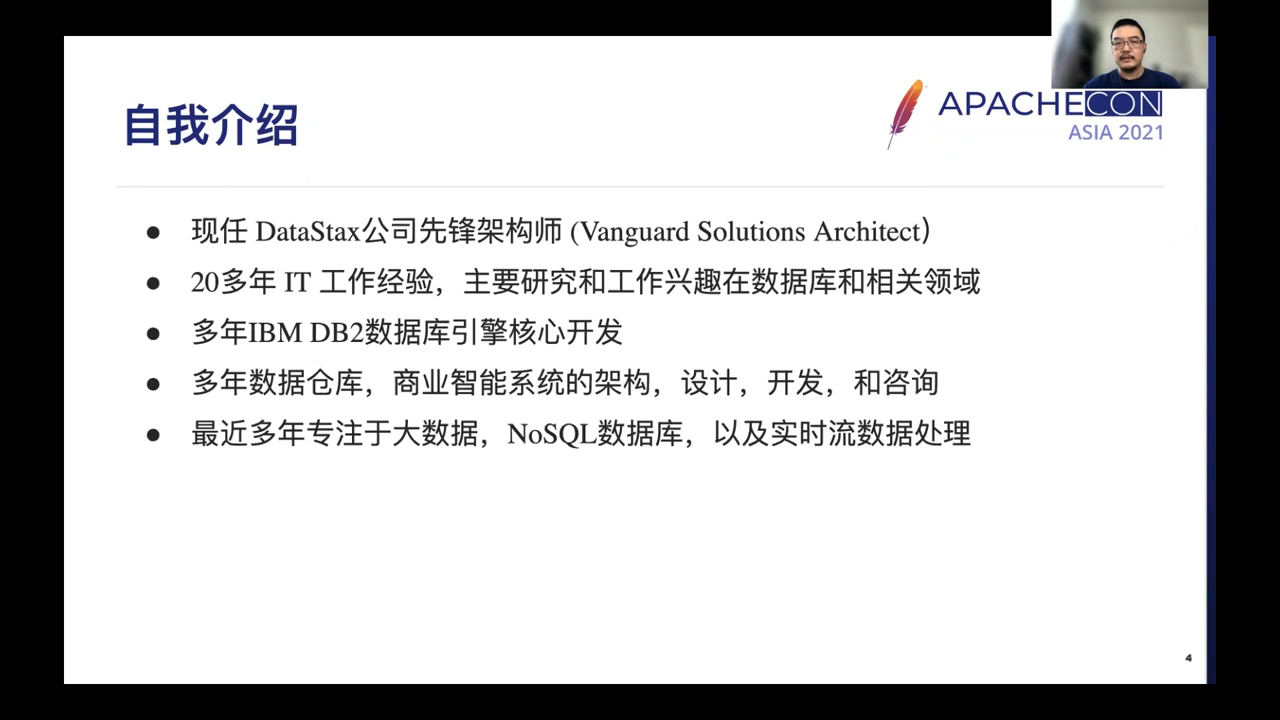 自我介绍
APACHECON
ASIA 2021
● 现任 DataStax公司先锋架构师 (Vanguard Solutions Architect）
● 20多年 IT 工作经验，主要研究和工作兴趣在数据库和相关领域
● 多年IBM DB2数据库引擎核心开发
● 多年数据仓库，商业智能系统的架构，设计，开发，和咨询
● 最近多年专注于大数据，NoSQL数据库，以及实时流数据处理
4